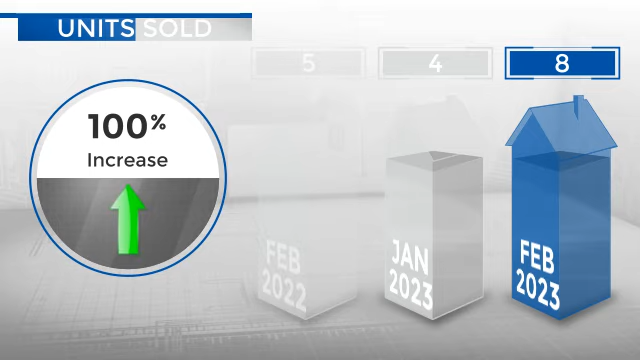 UNITS SOLD
5
4
8
100%
Increase
FEB
2022
JAN
2023
FEB
2023